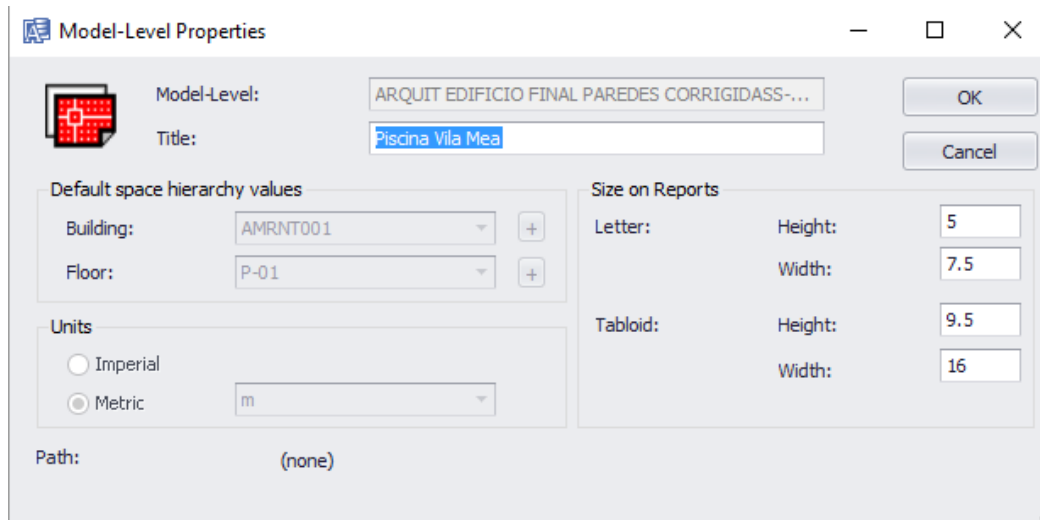 Model-Level Properties
Model-Level: ARQUIT EDIFICIO FINAL PAREDES CORRIGIDASS-...
OK
Title: Piscina Vila Mea
Cancel
Default space hierarchy values
Building: AMRNT001 +
Floor: P-01 +
Units
Imperial
Metric m
Size on Reports
Letter: Height: 5
Width: 7.5
Tabloid: Height: 9.5
Width: 16
Path: (none)